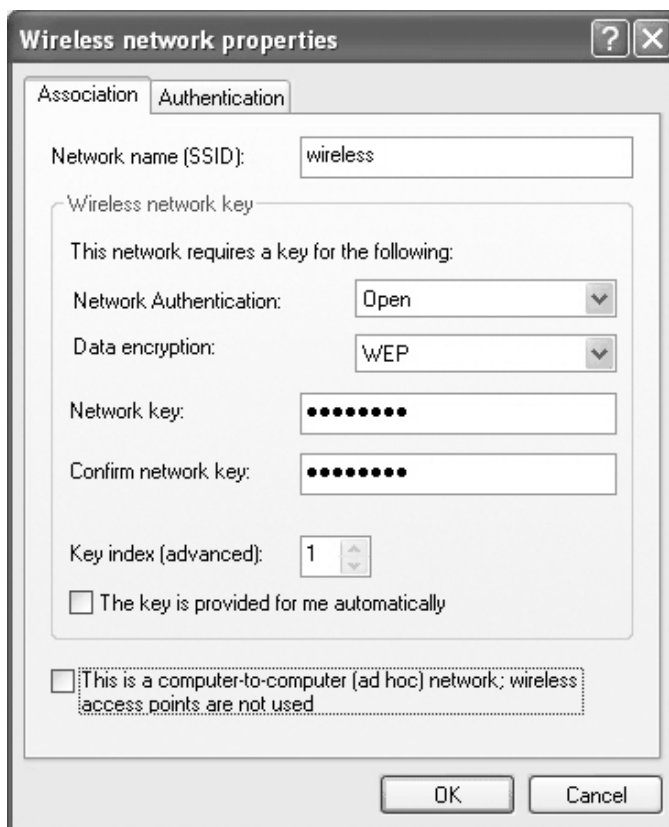 Wireless network properties
Association Authentication
Network name (SSID): wireless
Wireless network key
This network requires a key for the following:
Network Authentication: Open
Data encryption: WEP
Network key: ••••••••
Confirm network key: ••••••••
Key index (advanced): 1
The key is provided for me automatically
This is a computer-to-computer (ad hoc) network; wireless
access points are not used
OK Cancel